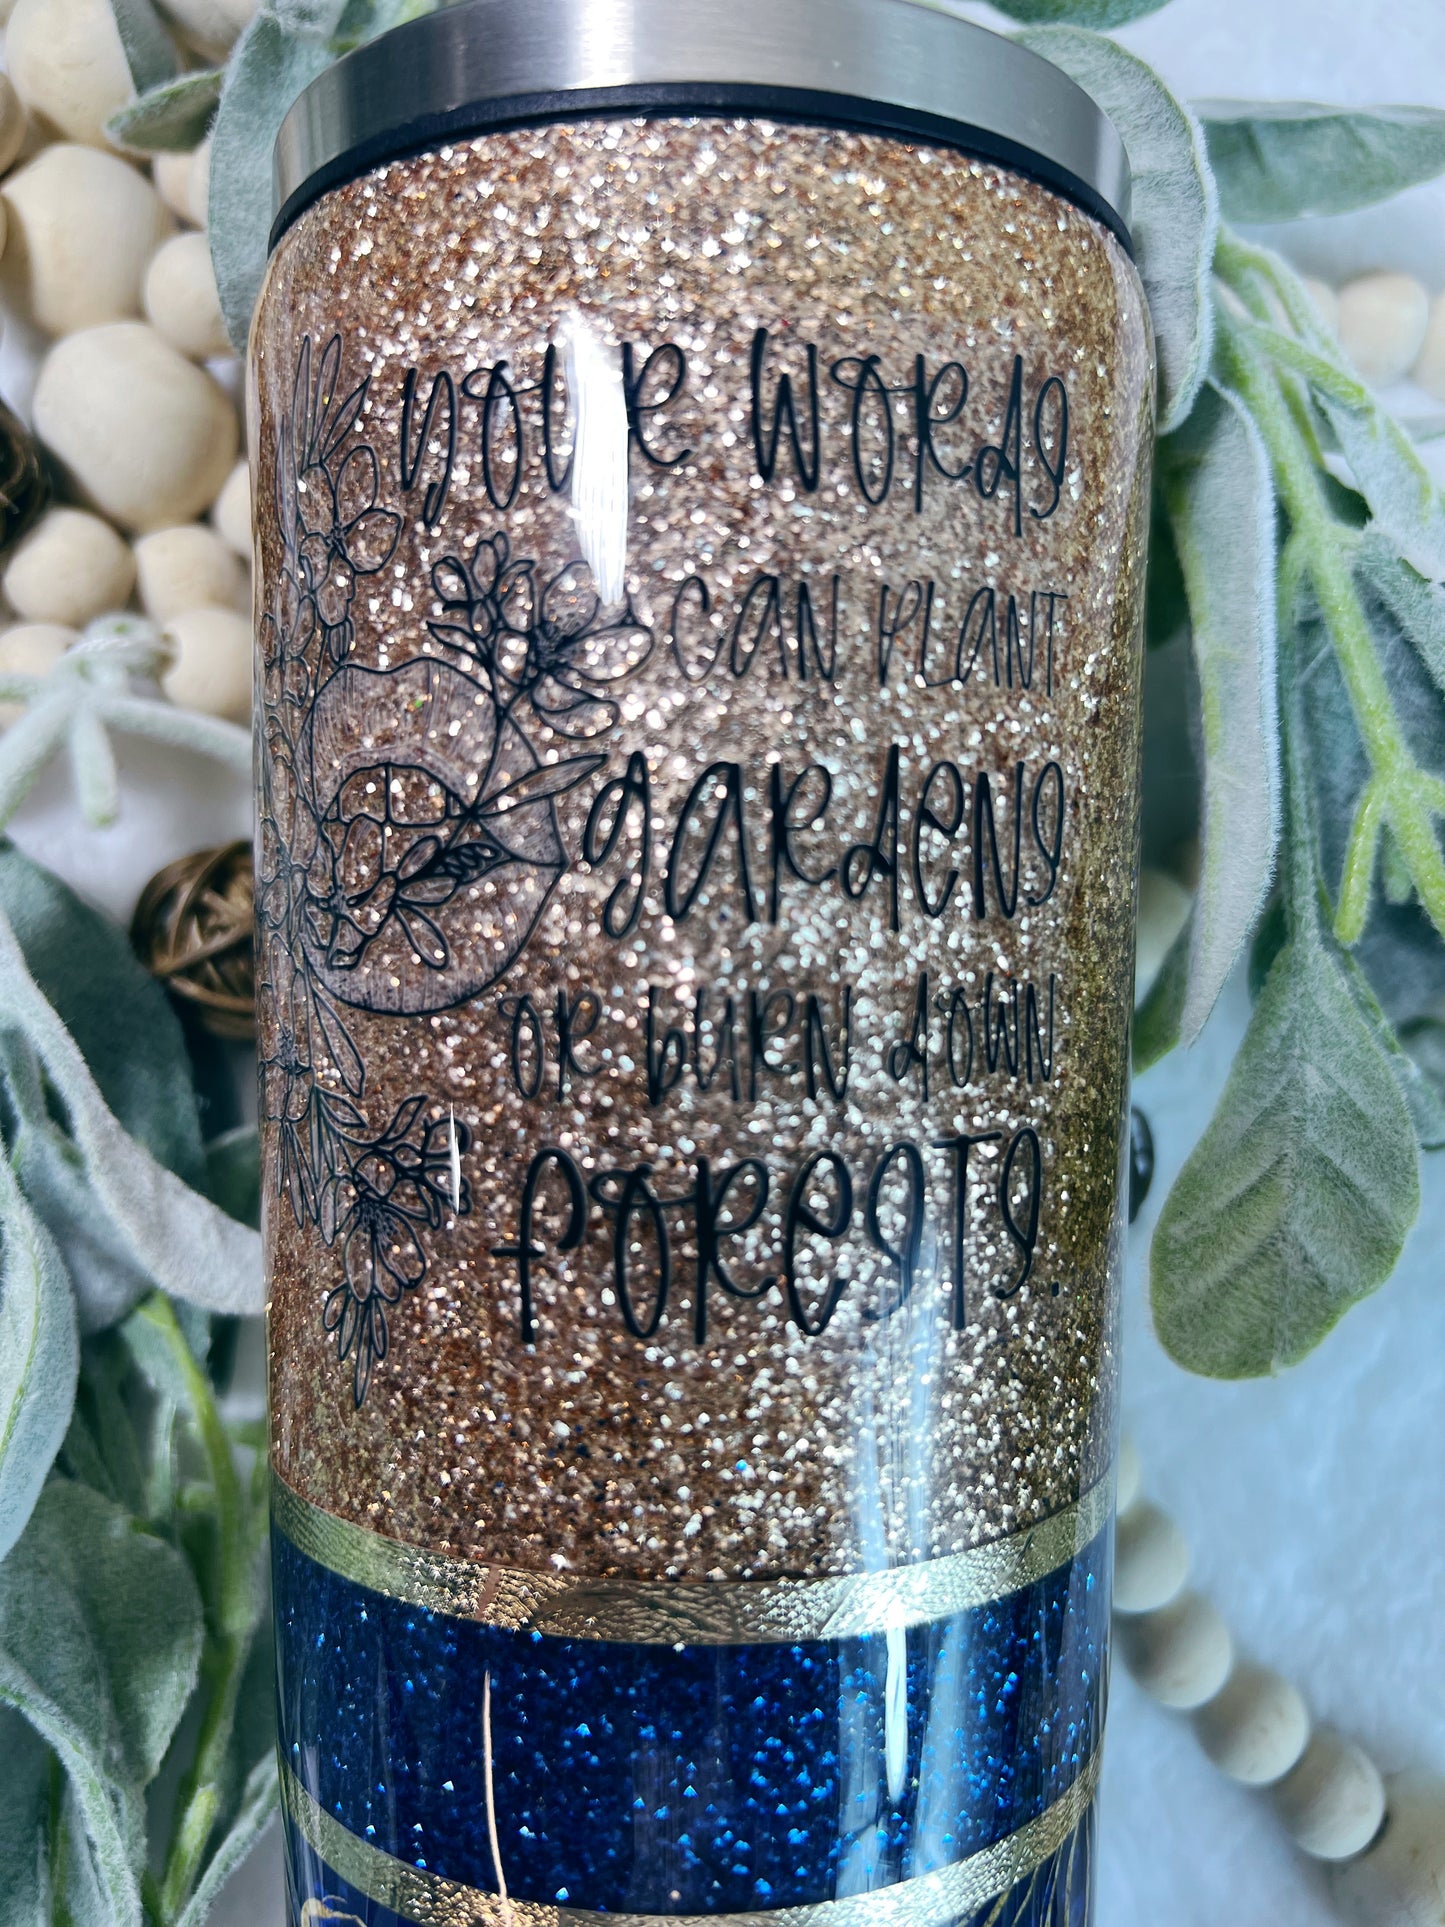 Your words
can plant
gardens
or burn down
forests.